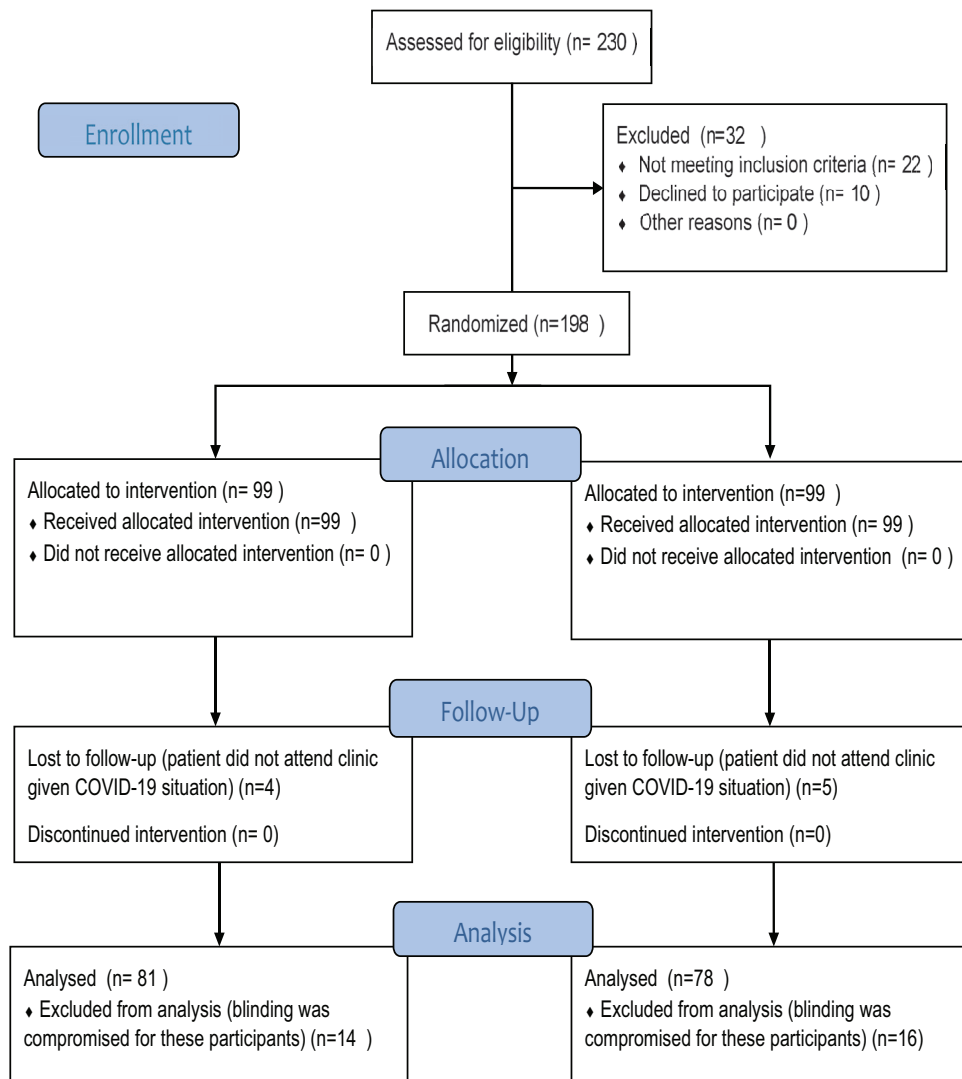 Assessed for eligibility (n= 230 )
Enrollment
Excluded (n=32 )
♦ Not meeting inclusion criteria (n= 22 )
♦ Declined to participate (n= 10 )
♦ Other reasons (n= 0 )
Randomized (n=198 )
Allocation
Allocated to intervention (n= 99 )
♦ Received allocated intervention (n=99 )
♦ Did not receive allocated intervention (n= 0 )
Allocated to intervention (n=99 )
♦ Received allocated intervention (n= 99 )
♦ Did not receive allocated intervention (n= 0 )
Follow-Up
Lost to follow-up (patient did not attend clinic
given COVID-19 situation) (n=4)
Discontinued intervention (n= 0)
Lost to follow-up (patient did not attend clinic
given COVID-19 situation) (n=5)
Discontinued intervention (n=0)
Analysis
Analysed (n= 81 )
♦ Excluded from analysis (blinding was
compromised for these participants) (n=14 )
Analysed (n=78 )
♦ Excluded from analysis (blinding was
compromised for these participants) (n=16)